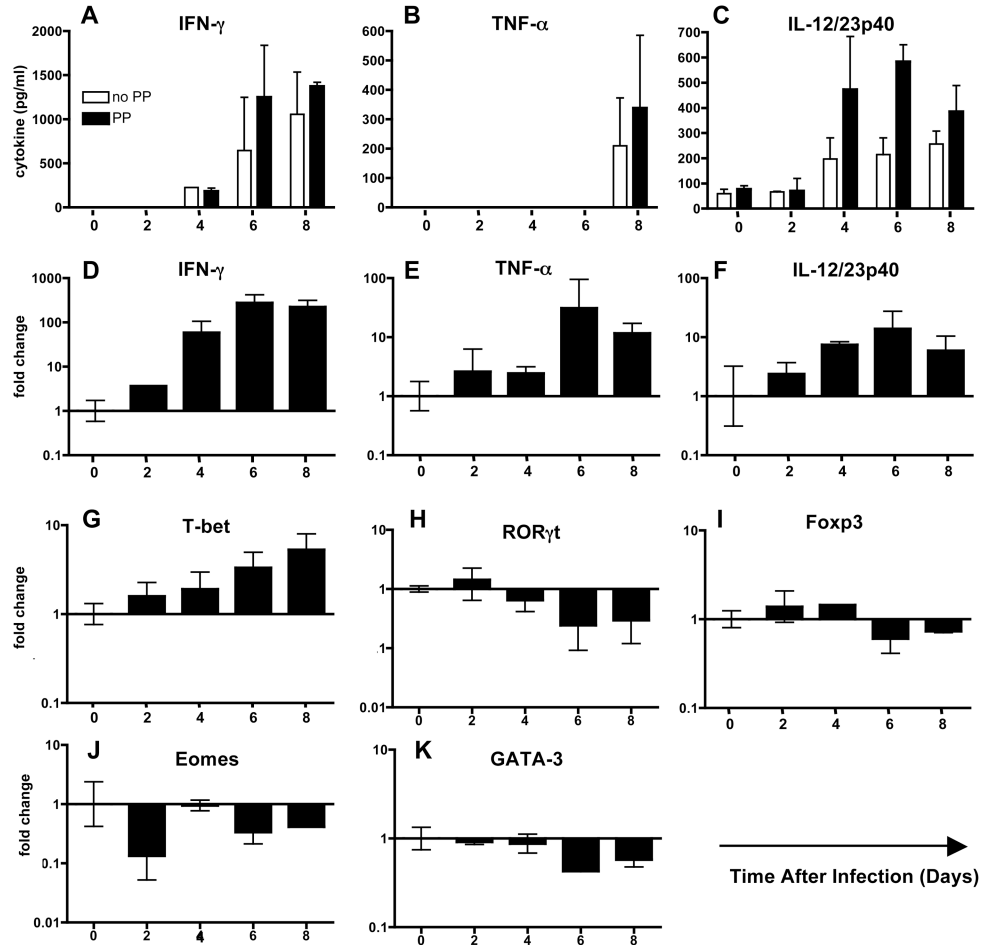 A IFN-γ
2000
1500
1000
500
0
cytokine (pg/ml)
no PP
PP
0 2 4 6 8
B TNF-α
600
500
400
300
200
100
0
0 2 4 6 8
C IL-12/23p40
700
600
500
400
300
200
100
0
0 2 4 6 8
D IFN-γ
1000
100
10
1
0.1
fold change
0 2 4 6 8
E TNF-α
100
10
1
0.1
0 2 4 6 8
F IL-12/23p40
100
10
1
0.1
0 2 4 6 8
G T-bet
10
1
0.1
fold change
0 2 4 6 8
H RORγt
10
1
.1
0.01
0 2 4 6 8
I Foxp3
10
1
0.1
0 2 4 6 8
J Eomes
10
1
0.1
0.01
fold change
0 2 4 6 8
K GATA-3
10
1
0.1
0 2 4 6 8
Time After Infection (Days)